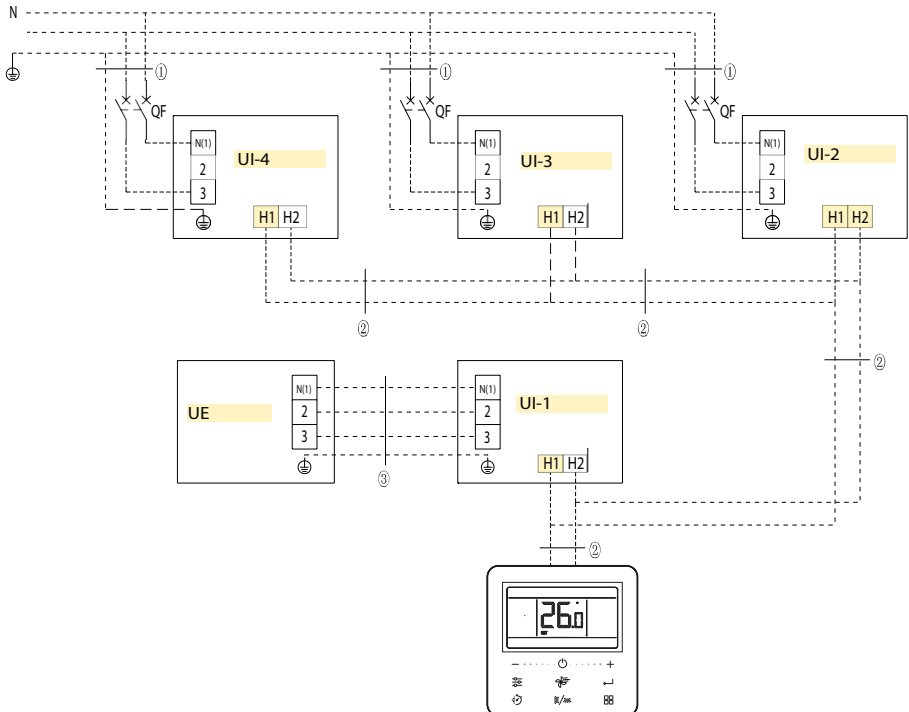 N
① ① ①
QF QF QF
N(1) N(1) N(1)
UI-4 UI-3 UI-2
2 2 2
3 3 3
H1 H2 H1 H2 H1 H2
② ②
②
N(1) N(1)
UE UI-1
2 2
3 3
H1 H2
③
②
26.0